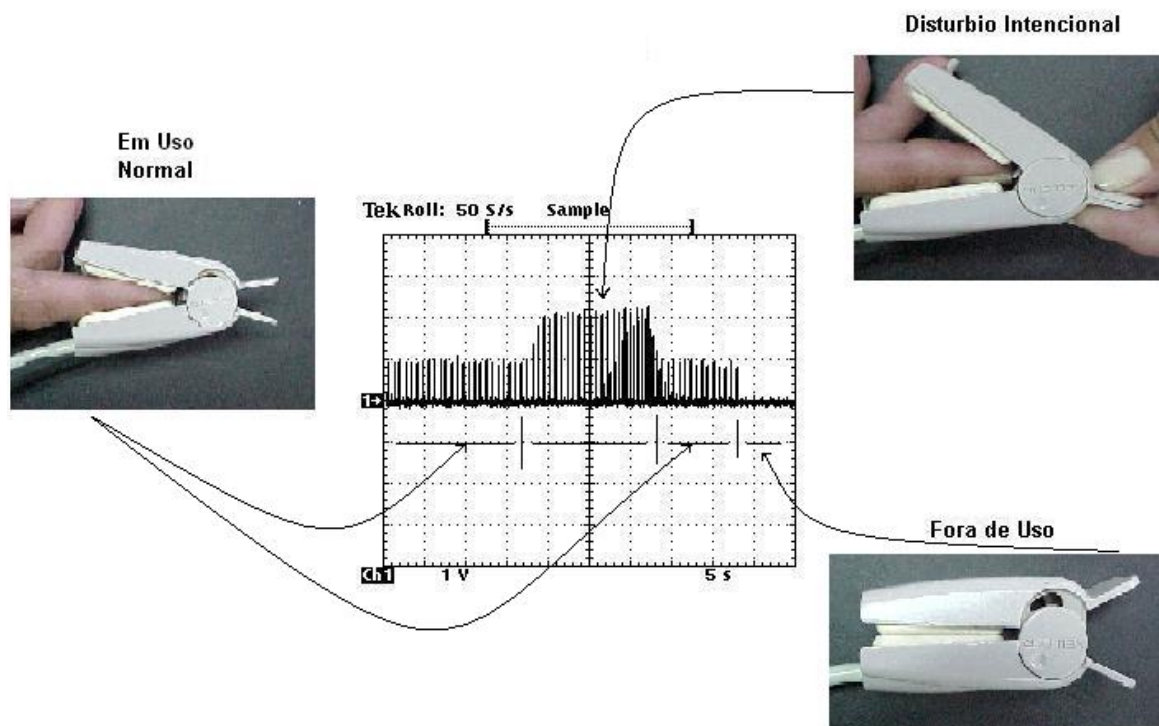 Disturbio Intencional
Em Uso
Normal
Tek Roll: 50 S/s Sample
1→
Ch1 1 V 5 s
Fora de Uso